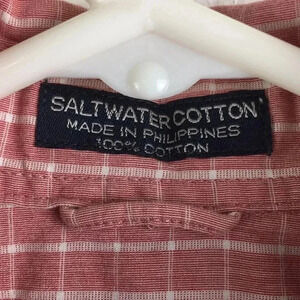 SALTWATER COTTON
MADE IN PHILIPPINES
100% COTTON